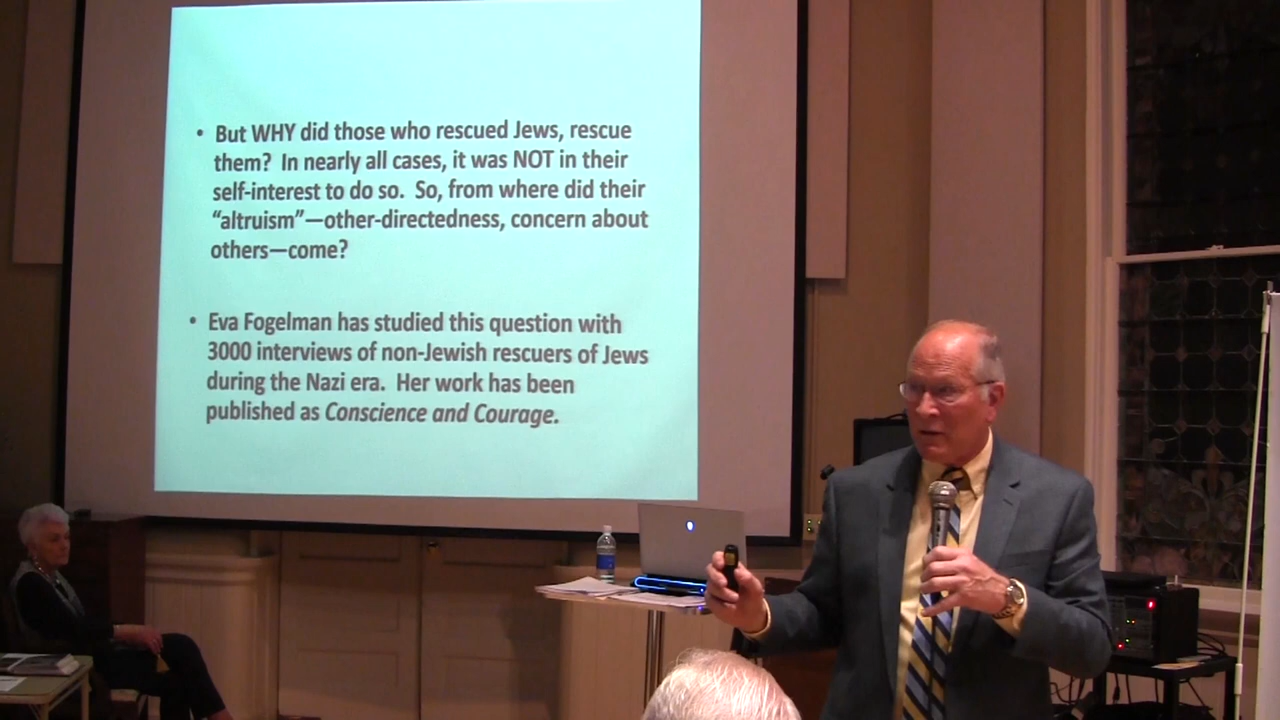 • But WHY did those who rescued Jews, rescue
them? In nearly all cases, it was NOT in their
self-interest to do so. So, from where did their
“altruism”—other-directedness, concern about
others—come?
• Eva Fogelman has studied this question with
3000 interviews of non-Jewish rescuers of Jews
during the Nazi era. Her work has been
published as Conscience and Courage.